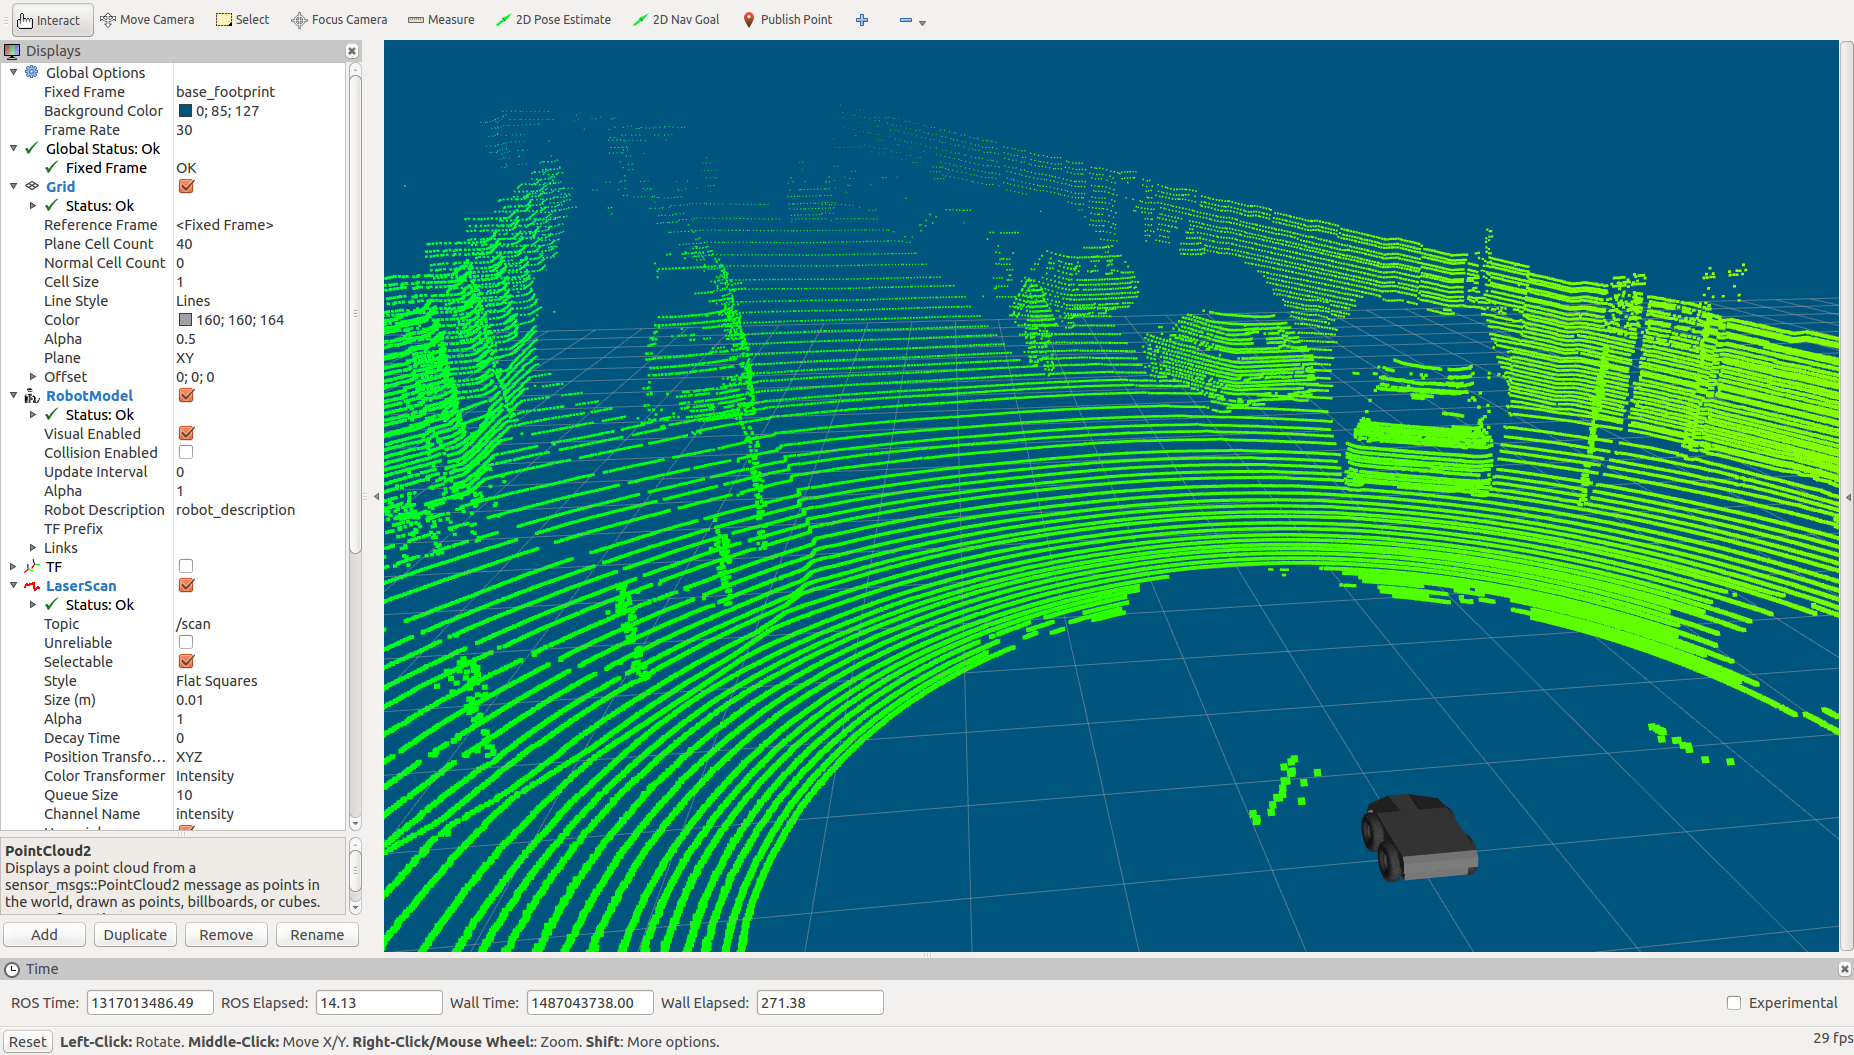 Interact Move Camera Select Focus Camera Measure 2D Pose Estimate 2D Nav Goal Publish Point
Displays
Global Options
Fixed Frame base_footprint
Background Color 0; 85; 127
Frame Rate 30
Global Status: Ok
Fixed Frame OK
Grid
Status: Ok
Reference Frame <Fixed Frame>
Plane Cell Count 40
Normal Cell Count 0
Cell Size 1
Line Style Lines
Color 160; 160; 164
Alpha 0.5
Plane XY
Offset 0; 0; 0
RobotModel
Status: Ok
Visual Enabled
Collision Enabled
Update Interval 0
Alpha 1
Robot Description robot_description
TF Prefix
Links
TF
LaserScan
Status: Ok
Topic /scan
Unreliable
Selectable
Style Flat Squares
Size (m) 0.01
Alpha 1
Decay Time 0
Position Transfo... XYZ
Color Transformer Intensity
Queue Size 10
Channel Name intensity
PointCloud2
Displays a point cloud from a
sensor_msgs::PointCloud2 message as points in
the world, drawn as points, billboards, or cubes.
Add Duplicate Remove Rename
Time
ROS Time: 1317013486.49 ROS Elapsed: 14.13 Wall Time: 1487043738.00 Wall Elapsed: 271.38 Experimental
Reset Left-Click: Rotate. Middle-Click: Move X/Y. Right-Click/Mouse Wheel:: Zoom. Shift: More options. 29 fps